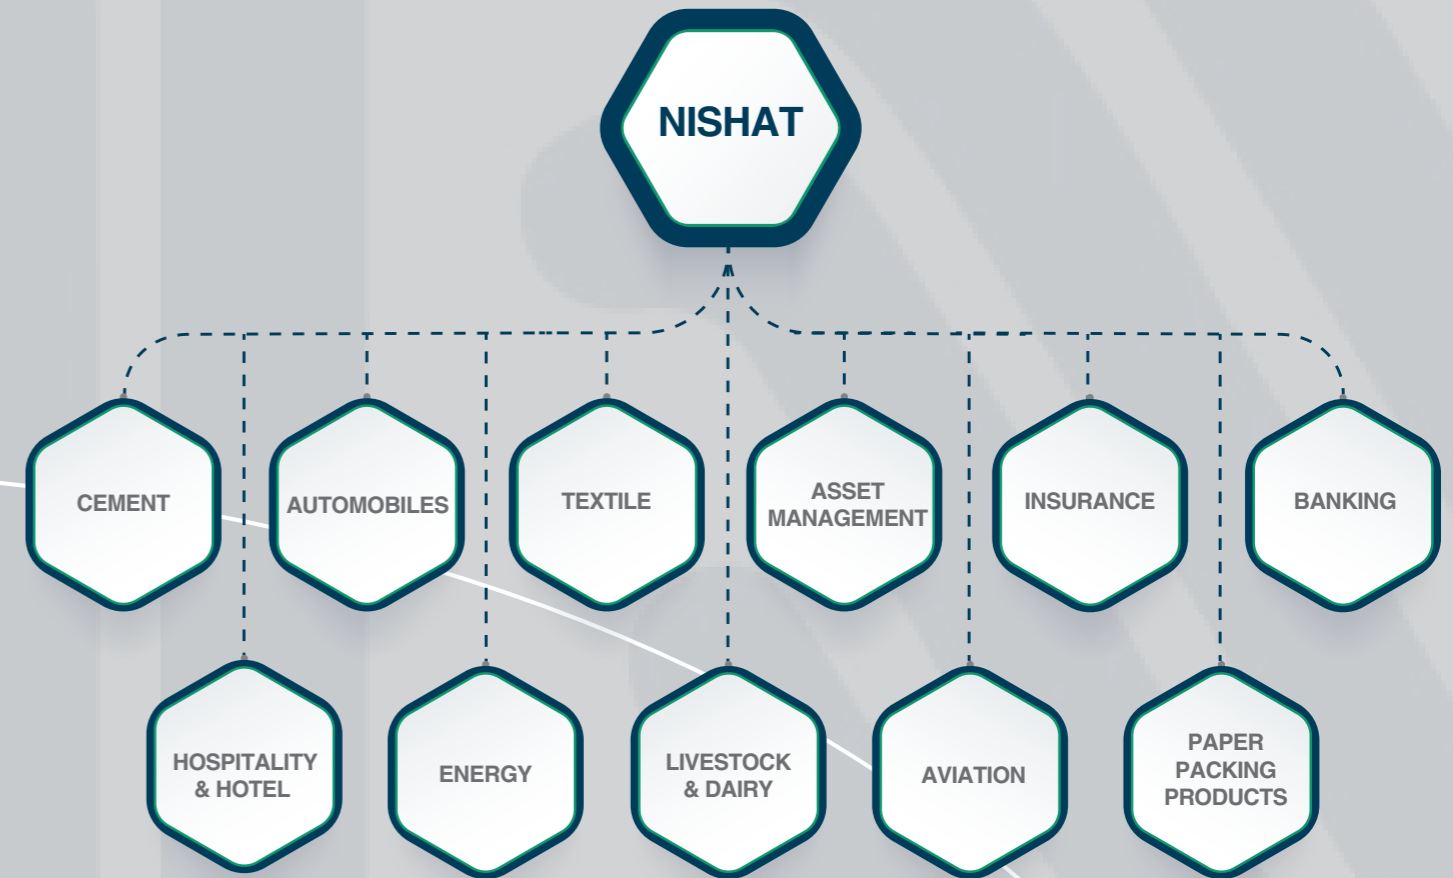 NISHAT
CEMENT
AUTOMOBILES
TEXTILE
ASSET
MANAGEMENT
INSURANCE
BANKING
HOSPITALITY
& HOTEL
ENERGY
LIVESTOCK
& DAIRY
AVIATION
PAPER
PACKING
PRODUCTS